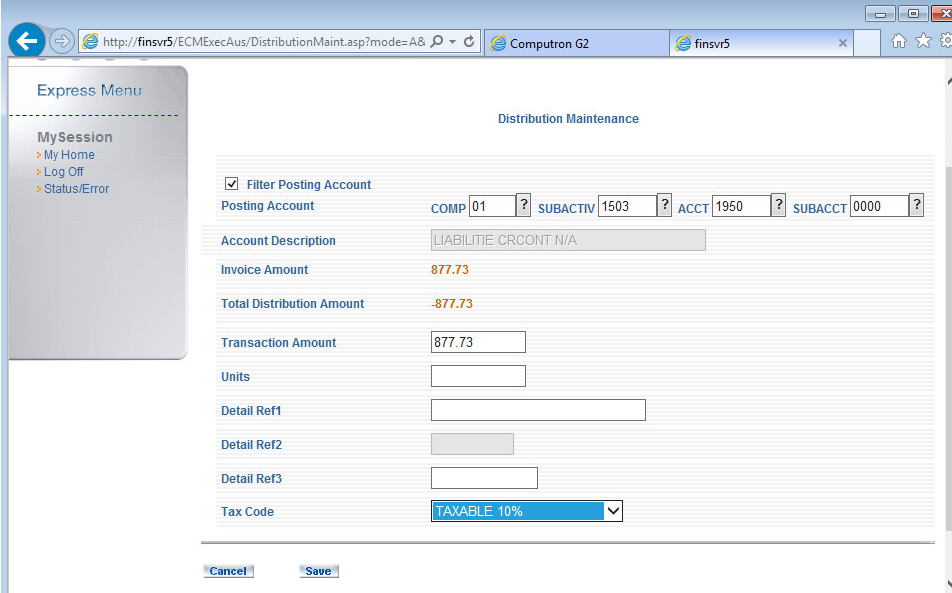 http://finsvr5/ECMExecAus/DistributionMaint.asp?mode=A&
Computron G2
finsvr5
Express Menu
MySession
My Home
Log Off
Status/Error
Distribution Maintenance
Filter Posting Account
Posting Account COMP 01 ? SUBACTIV 1503 ? ACCT 1950 ? SUBACCT 0000 ?
Account Description LIABILITIE CRCONT N/A
Invoice Amount 877.73
Total Distribution Amount -877.73
Transaction Amount 877.73
Units
Detail Ref1
Detail Ref2
Detail Ref3
Tax Code TAXABLE 10%
Cancel Save